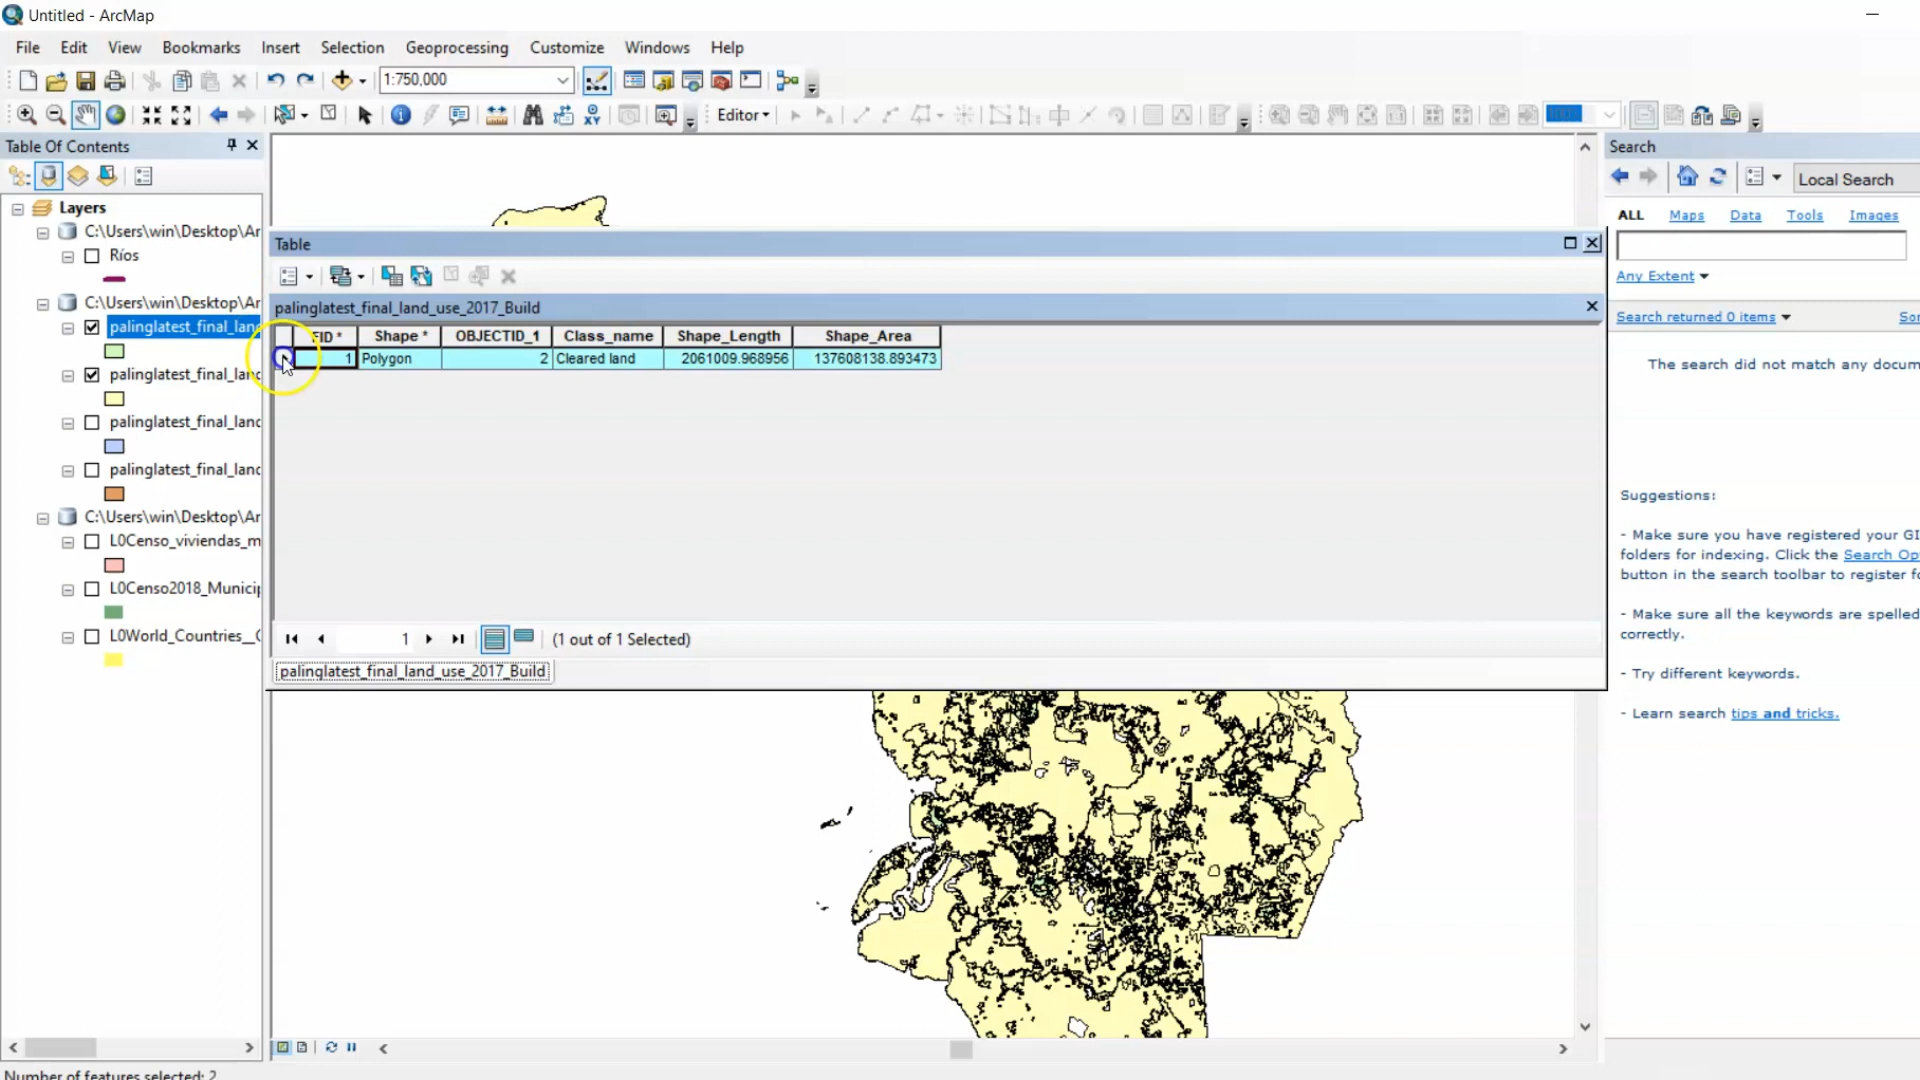 Untitled - ArcMap
File Edit View Bookmarks Insert Selection Geoprocessing Customize Windows Help
1:750,000
Editor
Table Of Contents
Layers
C:\Users\win\Desktop\Ar
Ríos
C:\Users\win\Desktop\Ar
palinglatest_final_lanc
palinglatest_final_lanc
palinglatest_final_lanc
palinglatest_final_lanc
C:\Users\win\Desktop\Ar
L0Censo_viviendas_m
L0Censo2018_Municip
L0World_Countries__
Table
palinglatest_final_land_use_2017_Build
FID * Shape * OBJECTID_1 Class_name Shape_Length Shape_Area
1 Polygon 2 Cleared land 2061009.968956 137608138.893473
1 (1 out of 1 Selected)
palinglatest_final_land_use_2017_Build
Search
Local Search
ALL Maps Data Tools Images
Any Extent
Search returned 0 items Sor
The search did not match any docum
Suggestions:
- Make sure you have registered your GI
folders for indexing. Click the Search Op
button in the search toolbar to register fo
- Make sure all the keywords are spelled
correctly.
- Try different keywords.
- Learn search tips and tricks.
Number of features selected: 2